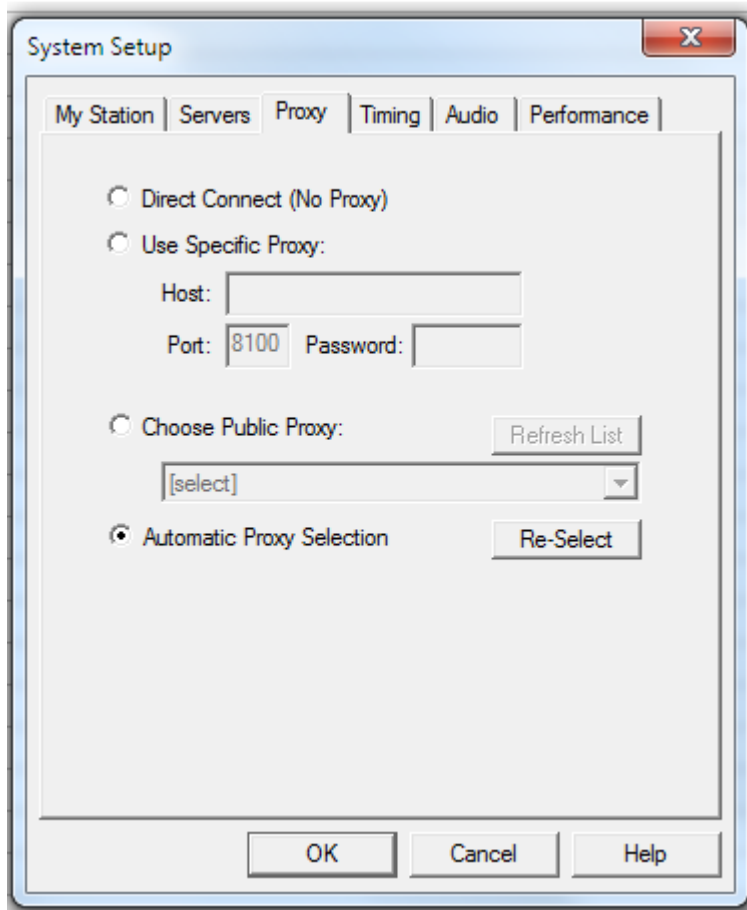 System Setup
My Station Servers Proxy Timing Audio Performance
Direct Connect (No Proxy)
Use Specific Proxy:
Host:
Port: 8100 Password:
Choose Public Proxy: Refresh List
[select]
Automatic Proxy Selection Re-Select
OK Cancel Help